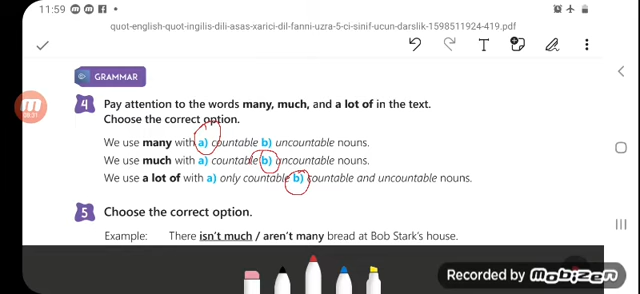 11:59
quot-english-quot-ingilis-dili-asas-xarici-dil-fanni-uzra-5-ci-sinif-ucun-darslik-1598511924-419.pdf
GRAMMAR
08:31
4 Pay attention to the words many, much, and a lot of in the text.
Choose the correct option.
We use many with a) countable b) uncountable nouns.
We use much with a) countable b) uncountable nouns.
We use a lot of with a) only countable b) countable and uncountable nouns.
5 Choose the correct option.
Example: There isn't much / aren't many bread at Bob Stark's house.
Recorded by Mobizen